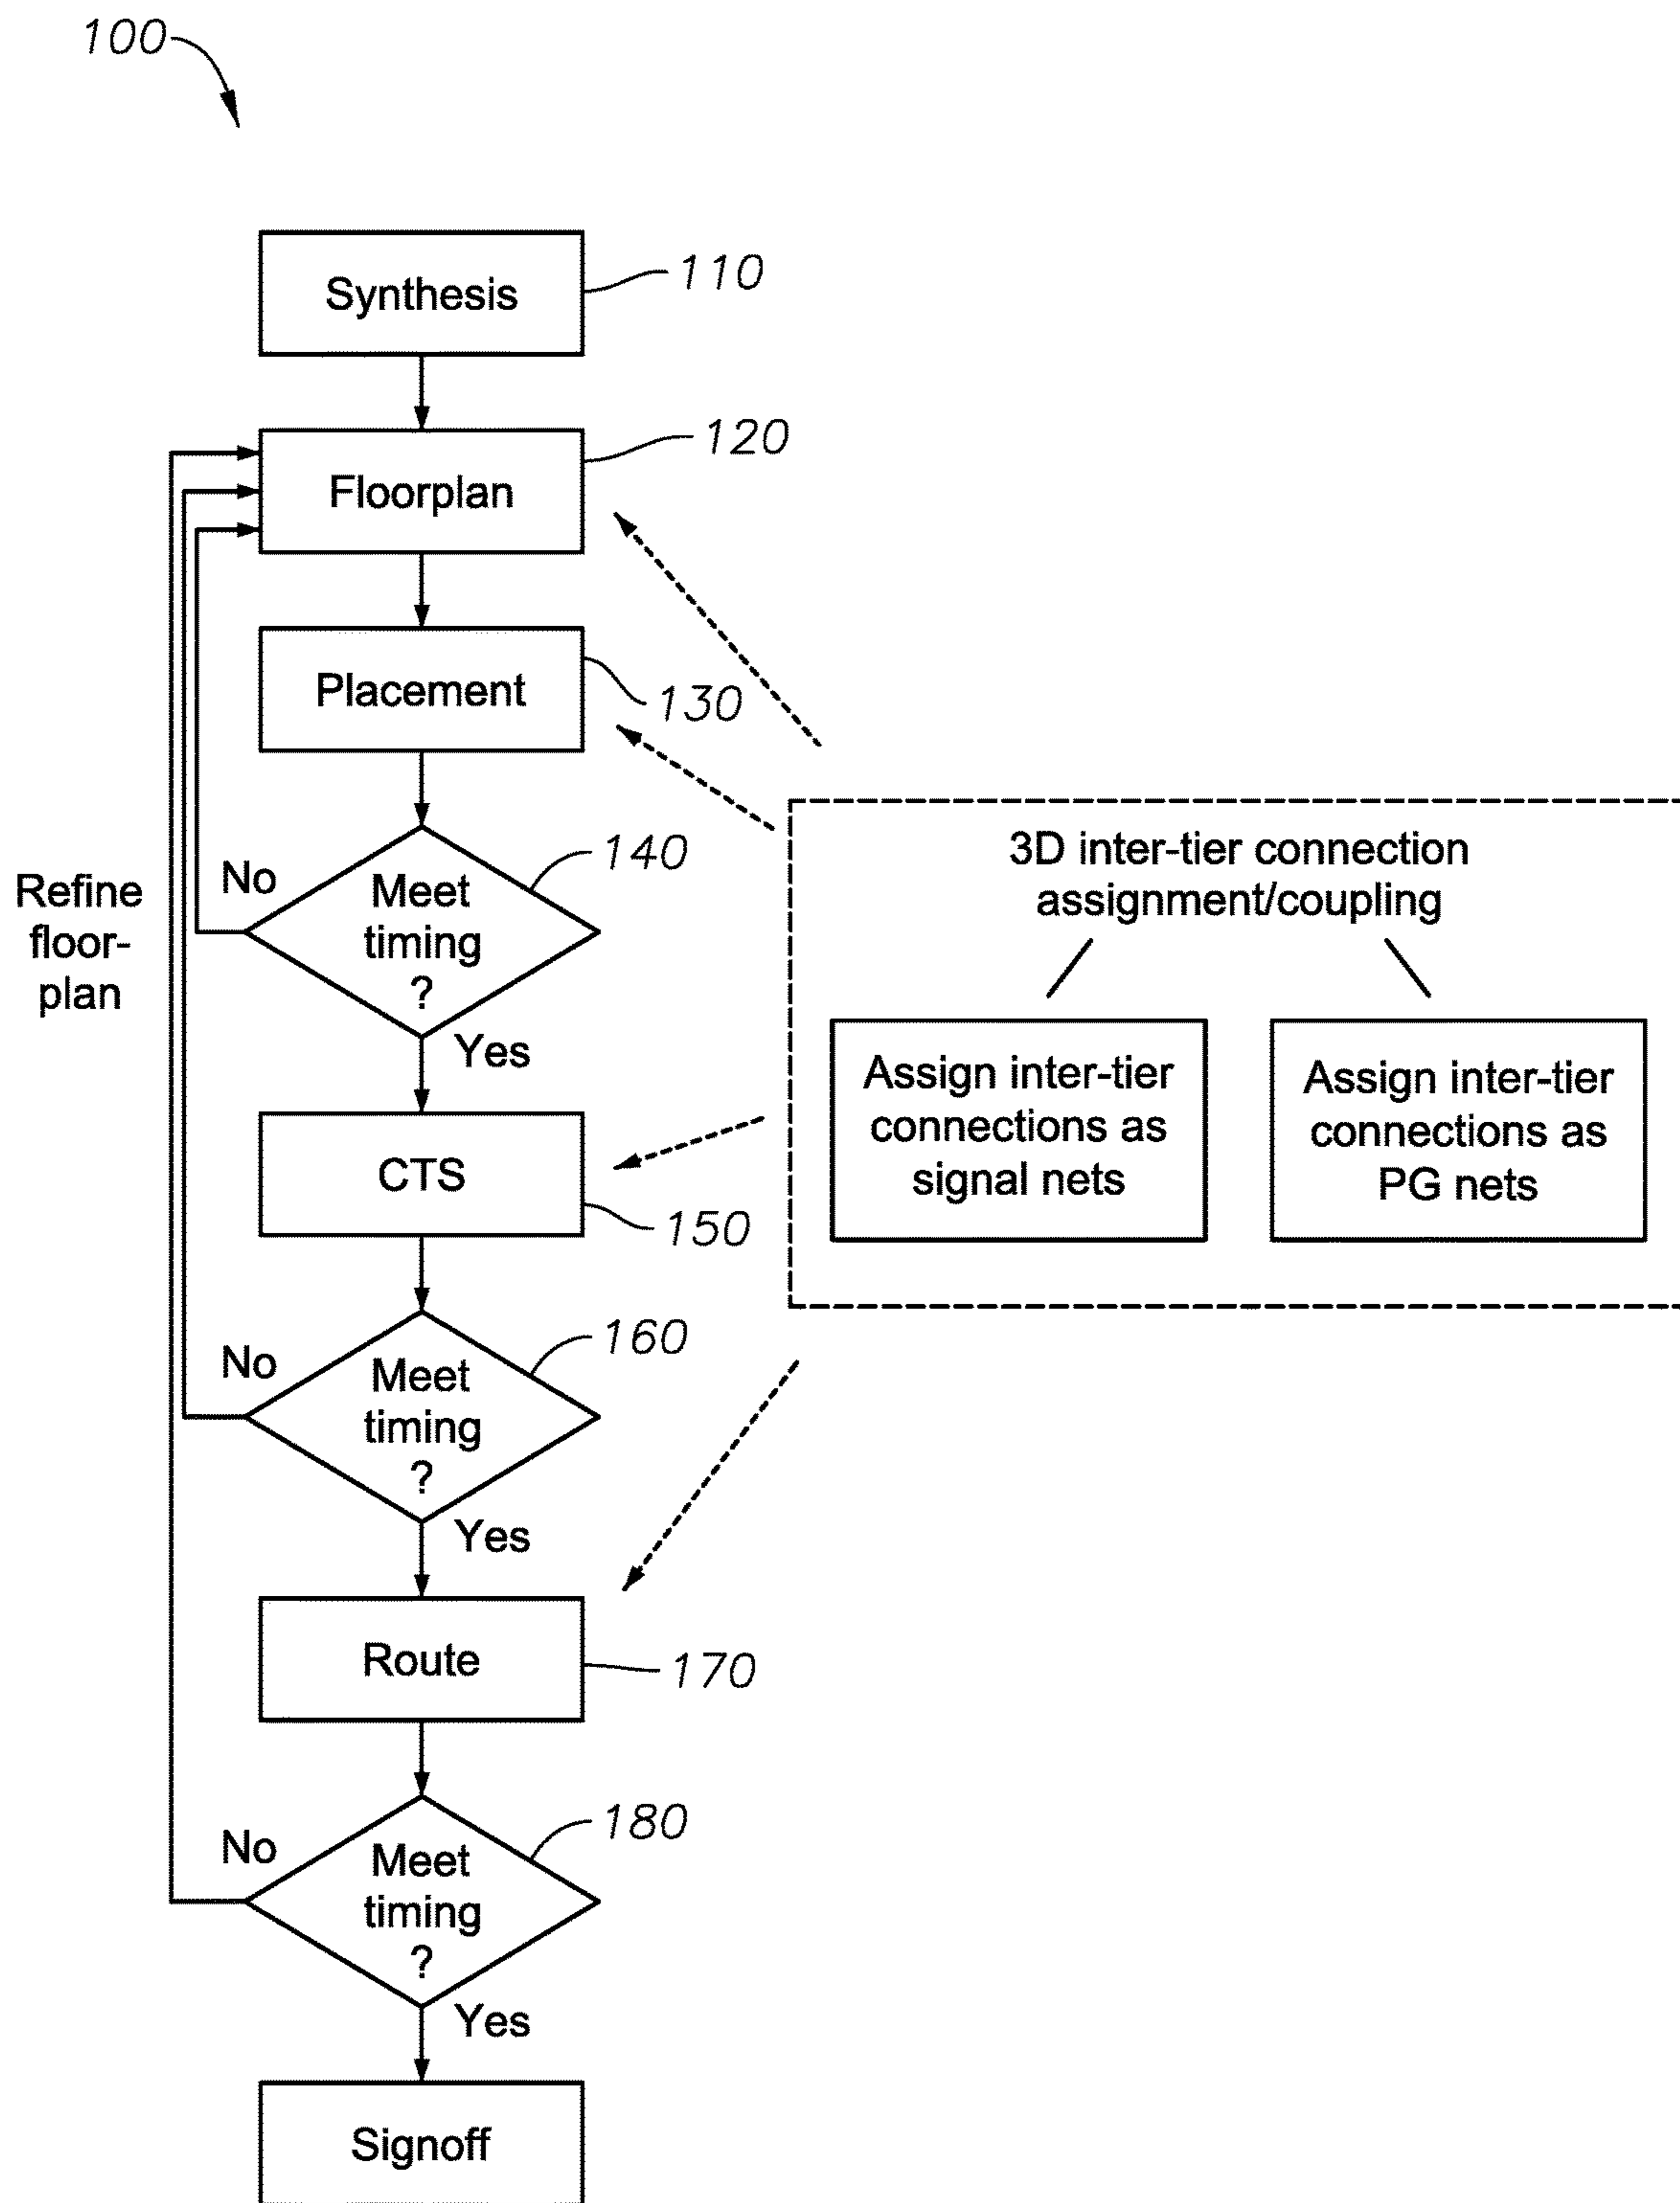 100
Synthesis
110
Floorplan
120
Placement
130
Refine
floor-
plan
No
Meet
timing
?
140
Yes
CTS
150
No
Meet
timing
?
160
Yes
Route
170
No
Meet
timing
?
180
Yes
Signoff
3D inter-tier connection
assignment/coupling
Assign inter-tier
connections as
signal nets
Assign inter-tier
connections as
PG nets